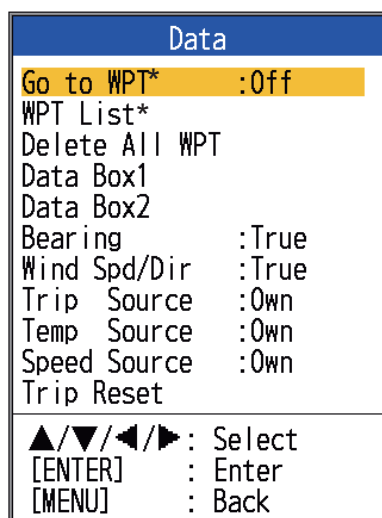 Data
Go to WPT* :Off
WPT List*
Delete All WPT
Data Box1
Data Box2
Bearing :True
Wind Spd/Dir :True
Trip Source :Own
Temp Source :Own
Speed Source :Own
Trip Reset
▲/▼/◀/▶: Select
[ENTER] : Enter
[MENU] : Back